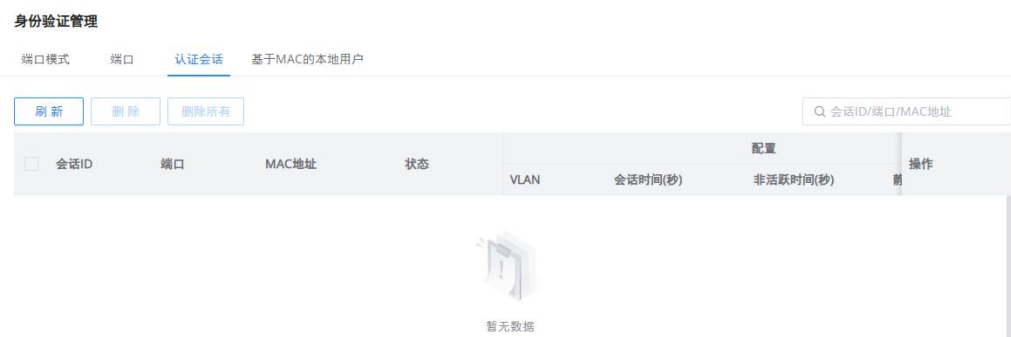 身份验证管理
端口模式 端口 认证会话 基于MAC的本地用户
刷新 删除 删除所有 会话ID/端口/MAC地址
会话ID 端口 MAC地址 状态 配置 操作
VLAN 会话时间(秒) 非活跃时间(秒)
暂无数据